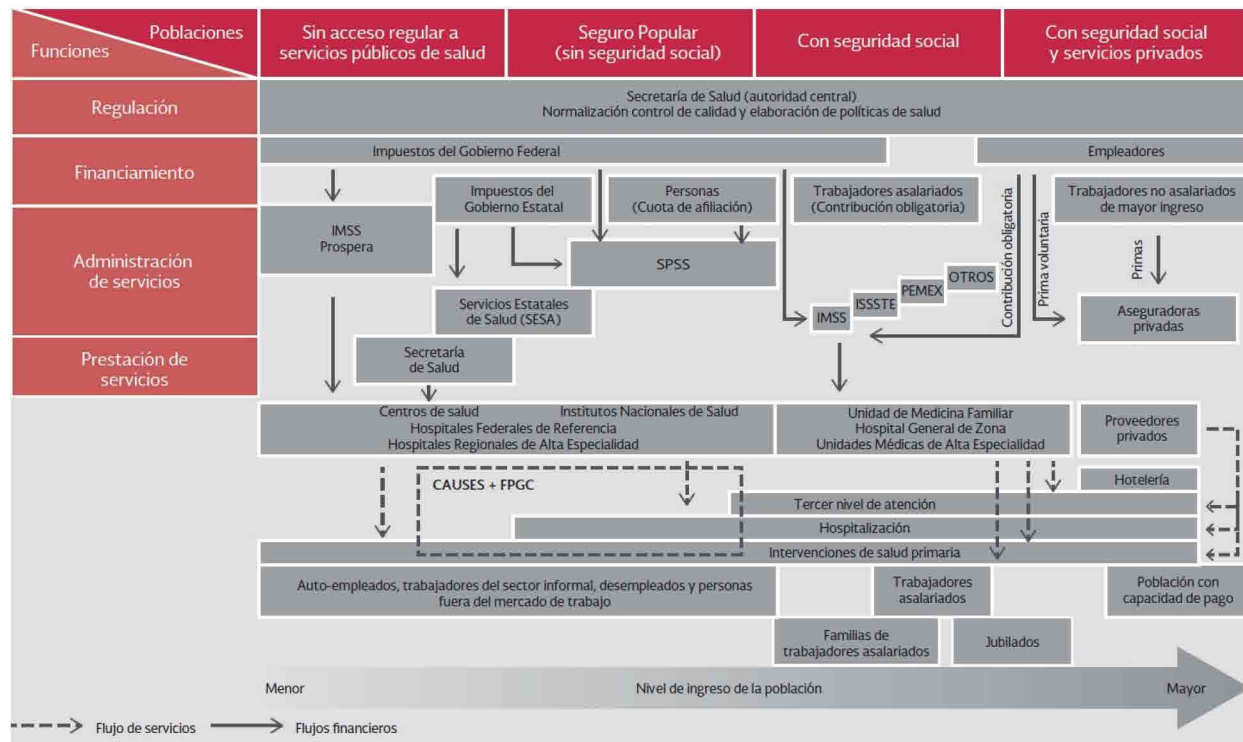 Poblaciones
Funciones
Sin acceso regular a
servicios públicos de salud
Seguro Popular
(sin seguridad social)
Con seguridad social
Con seguridad social
y servicios privados
Regulación
Secretaría de Salud (autoridad central)
Normalización control de calidad y elaboración de políticas de salud
Financiamiento
Impuestos del Gobierno Federal
Empleadores
Impuestos del
Gobierno Estatal
Personas
(Cuota de afiliación)
Trabajadores asalariados
(Contribución obligatoria)
Contribución obligatoria
Prima voluntaria
Trabajadores no asalariados
de mayor ingreso
Primas
Administración
de servicios
IMSS
Prospera
SPSS
Servicios Estatales
de Salud (SESA)
IMSS
ISSSTE
PEMEX
OTROS
Aseguradoras
privadas
Prestación de
servicios
Secretaría
de Salud
Centros de salud
Institutos Nacionales de Salud
Hospitales Federales de Referencia
Hospitales Regionales de Alta Especialidad
Unidad de Medicina Familiar
Hospital General de Zona
Unidades Médicas de Alta Especialidad
Proveedores
privados
CAUSES + FPGC
Hotelería
Tercer nivel de atención
Hospitalización
Intervenciones de salud primaria
Auto-empleados, trabajadores del sector informal, desempleados y personas
fuera del mercado de trabajo
Trabajadores
asalariados
Población con
capacidad de pago
Familias de
trabajadores asalariados
Jubilados
Menor
Nivel de ingreso de la población
Mayor
Flujo de servicios
Flujos financieros